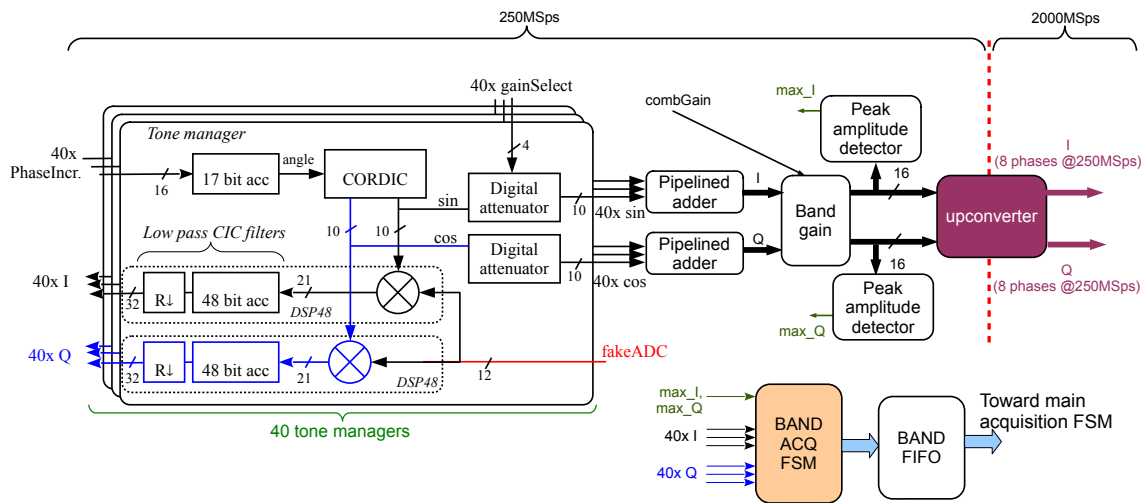 250MSps
2000MSps
40x gainSelect
combGain
max_I
Peak
amplitude
detector
Tone manager
40x
PhaseIncr.
16
17 bit acc
angle
CORDIC
4
Digital
attenuator
sin
10
40x sin
Pipelined
adder
I
Band
gain
16
upconverter
I
(8 phases @250MSps)
10
10
cos
Digital
attenuator
10
40x cos
Pipelined
adder
Q
16
Q
(8 phases @250MSps)
Low pass CIC filters
40x I
32
R↓
48 bit acc
21
DSP48
max_Q
Peak
amplitude
detector
40x Q
32
R↓
48 bit acc
21
DSP48
12
fakeADC
40 tone managers
max_I,
max_Q
40x I
40x Q
BAND
ACQ
FSM
BAND
FIFO
Toward main
acquisition FSM